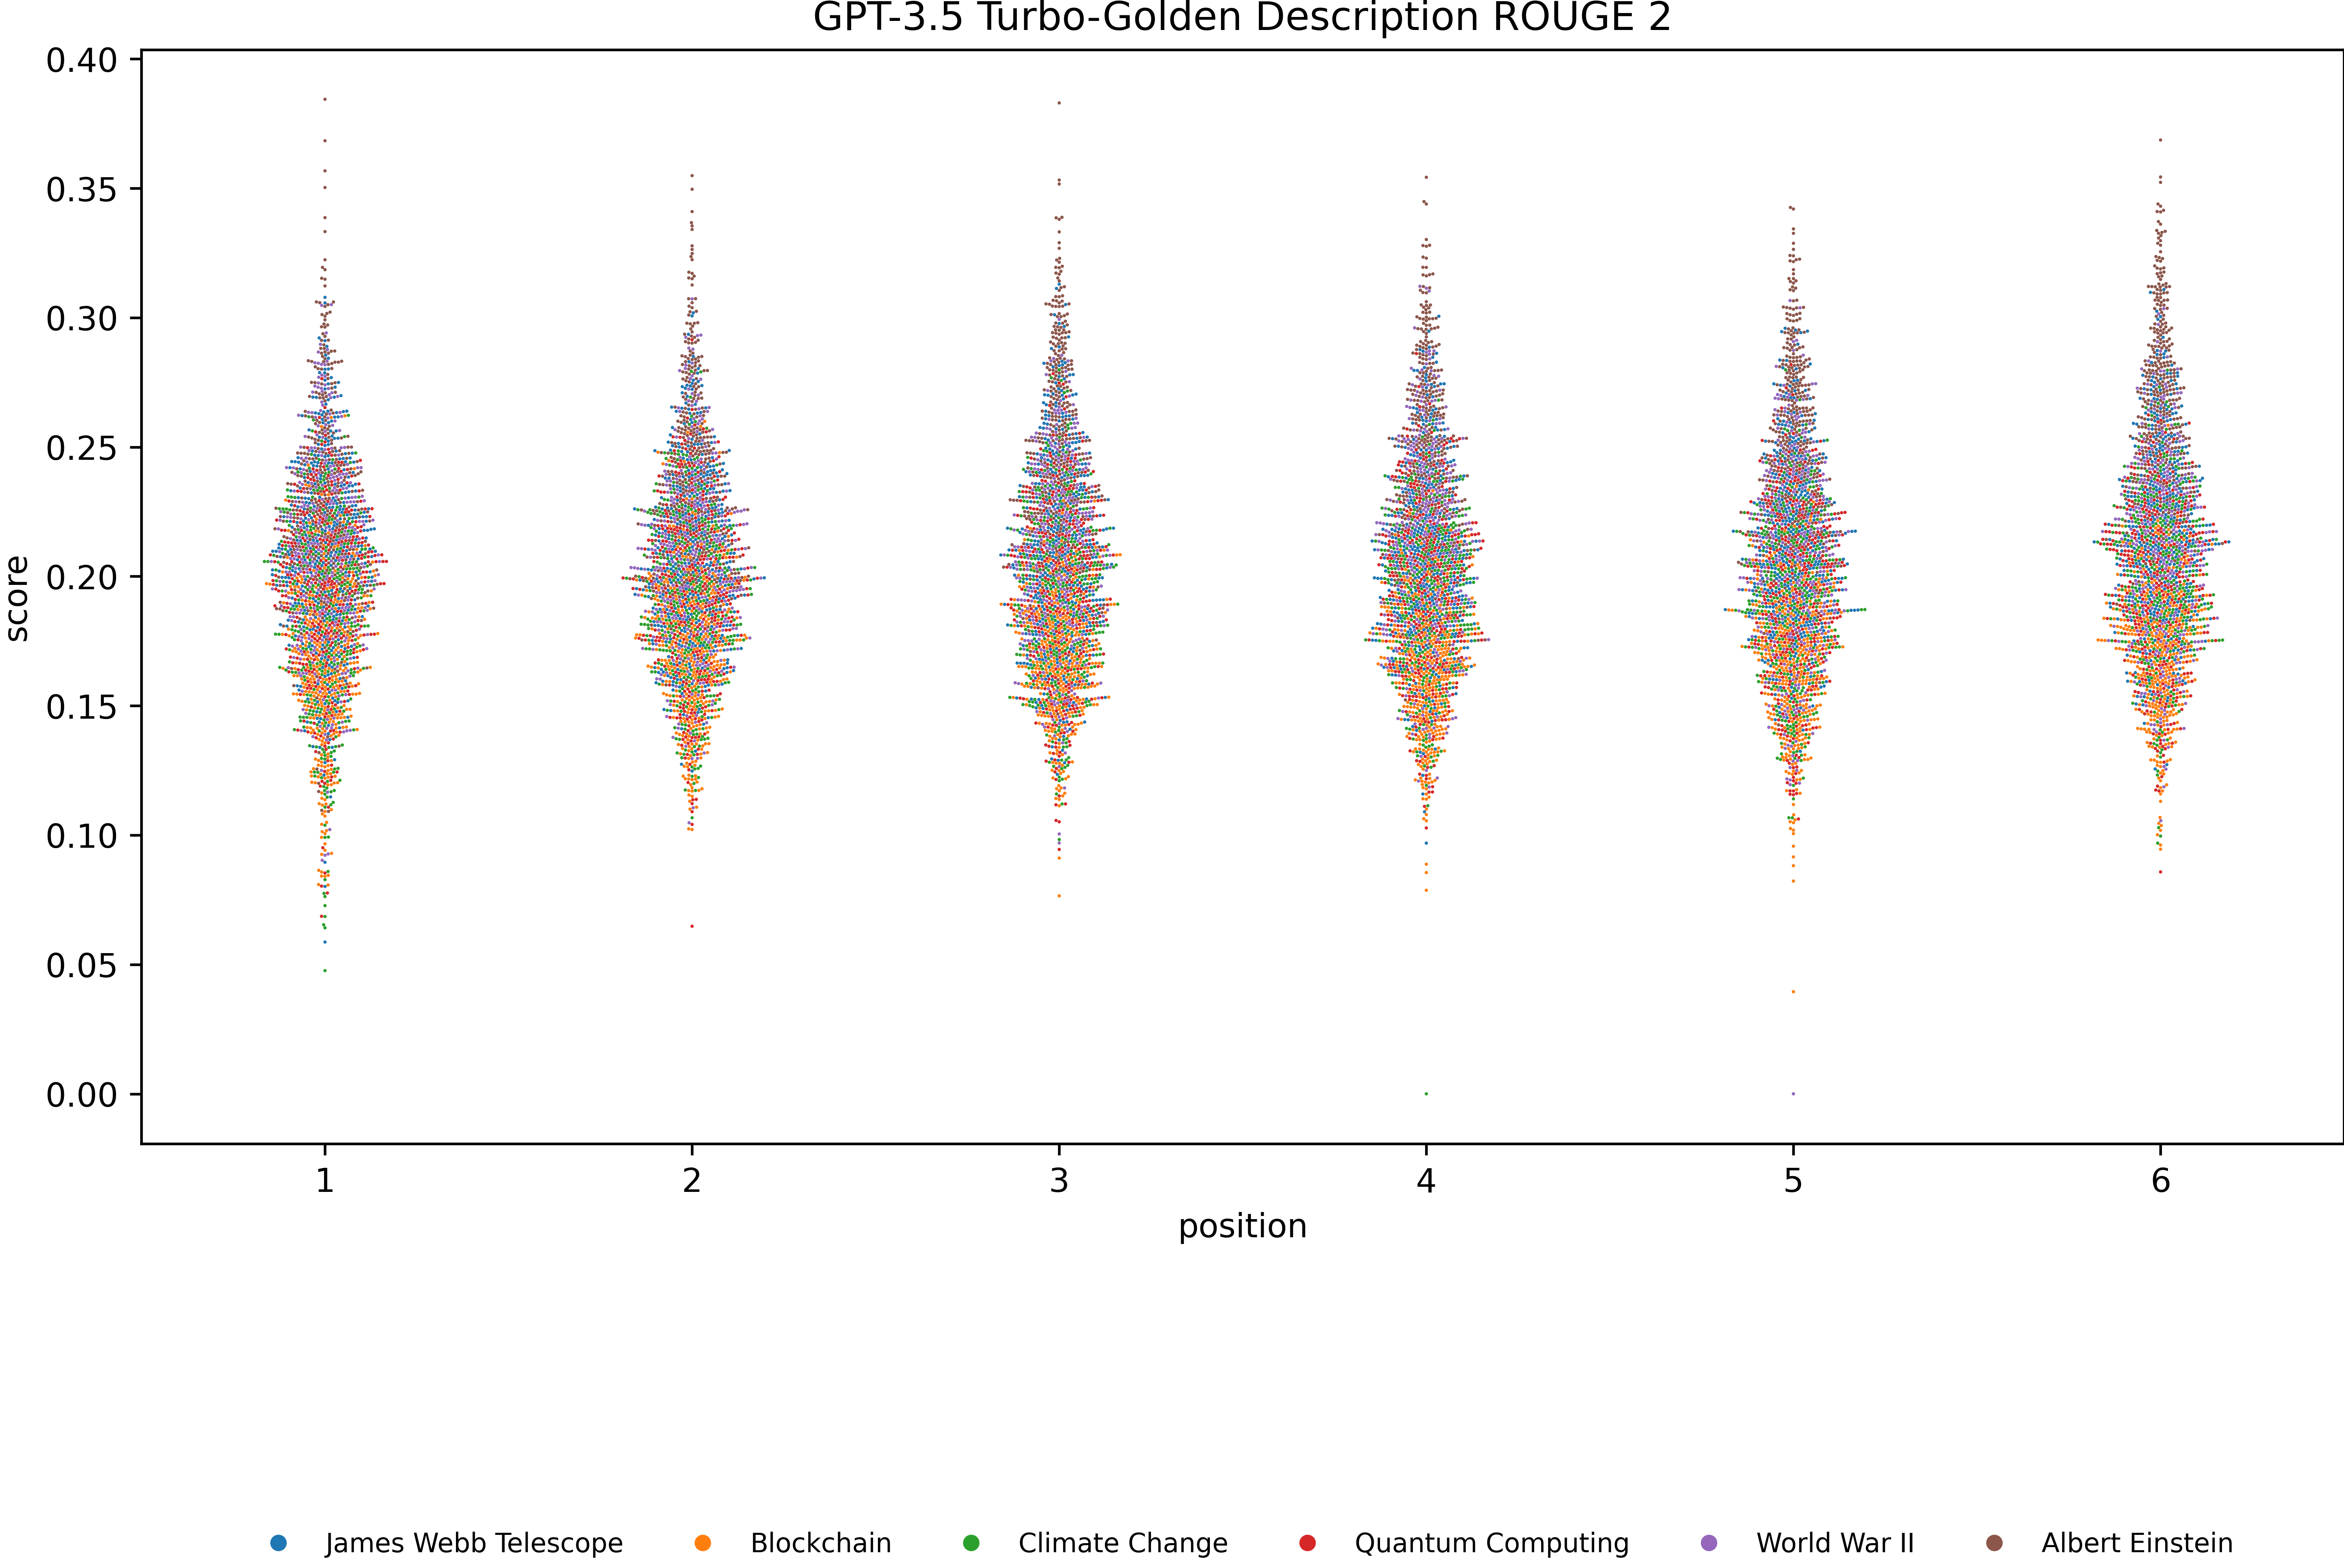 GPT-3.5 Turbo-Golden Description ROUGE 2
0.40
0.35
0.30
0.25
0.20
0.15
0.10
0.05
0.00
score
1 2 3 4 5 6
position
James Webb Telescope Blockchain Climate Change Quantum Computing World War II Albert Einstein